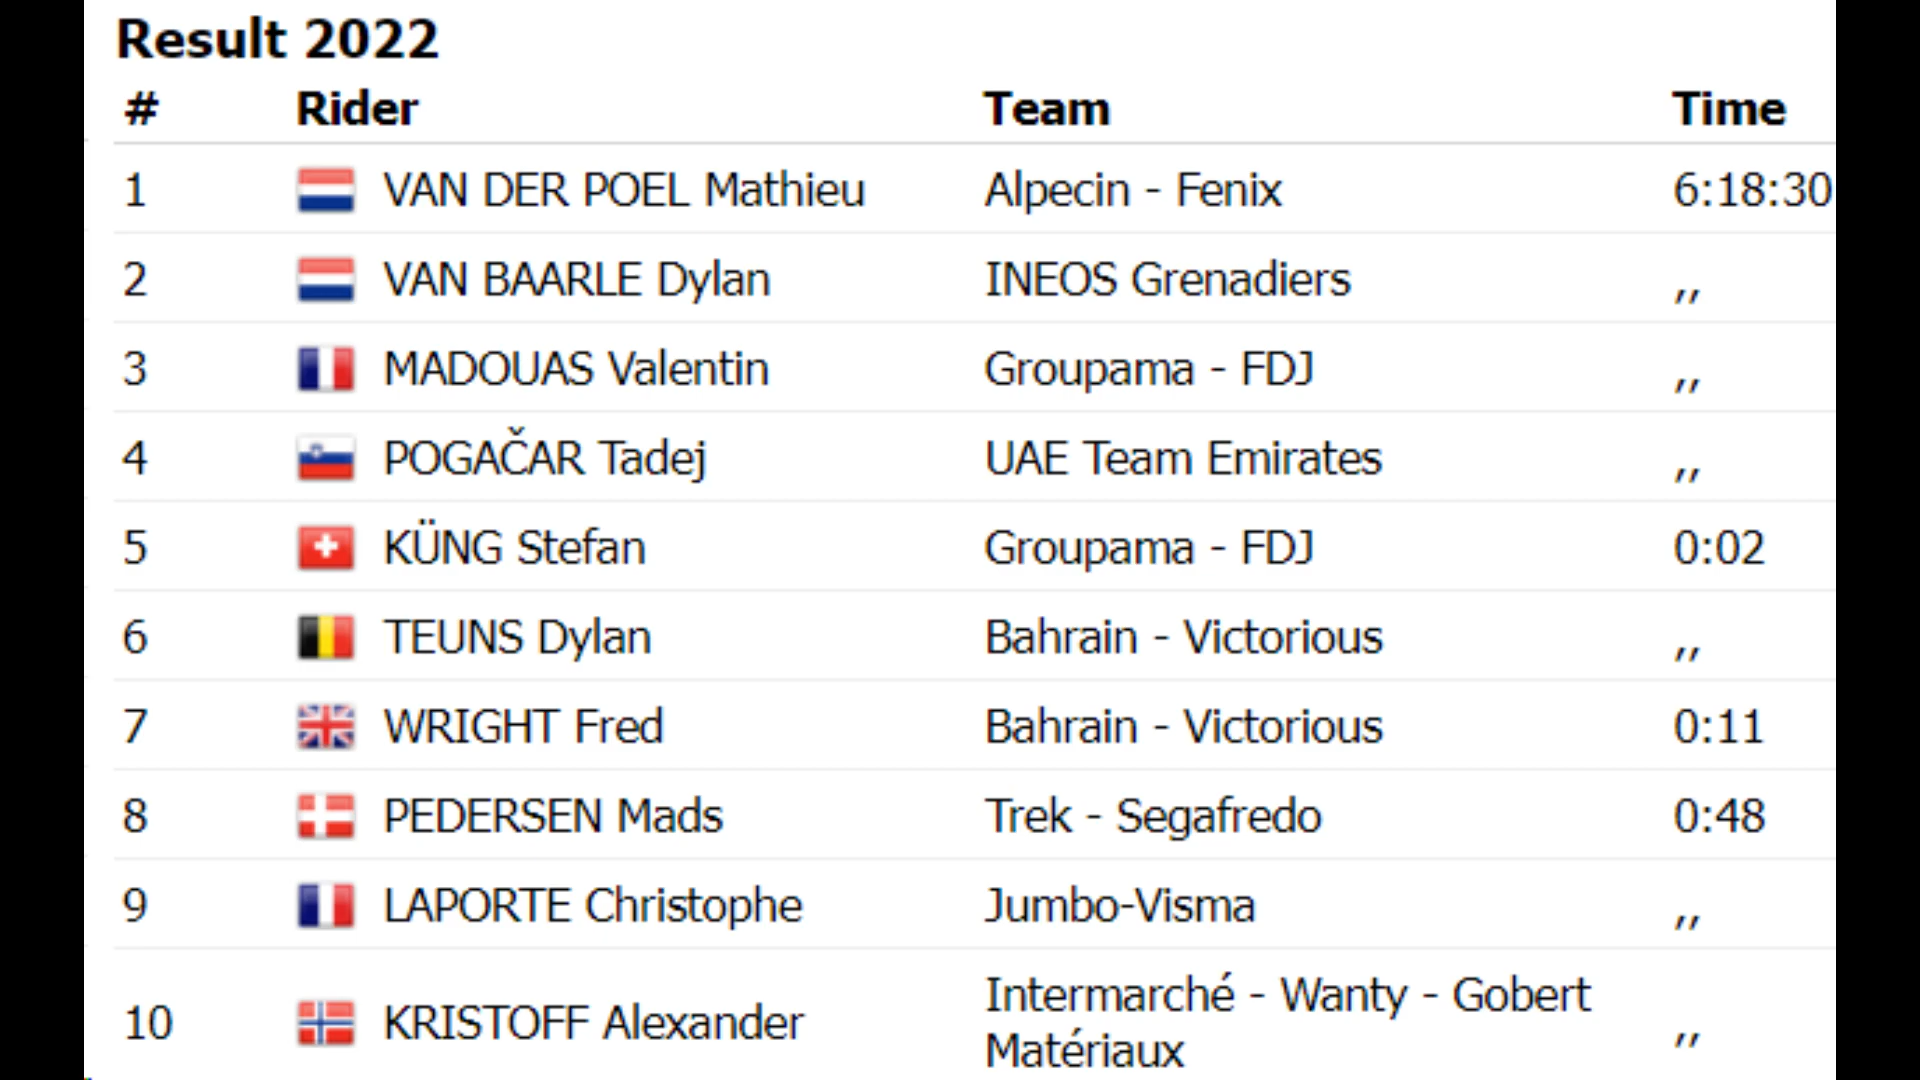 Result 2022
# Rider Team Time
1 VAN DER POEL Mathieu Alpecin - Fenix 6:18:30
2 VAN BAARLE Dylan INEOS Grenadiers ,,
3 MADOUAS Valentin Groupama - FDJ ,,
4 POGAČAR Tadej UAE Team Emirates ,,
5 KÜNG Stefan Groupama - FDJ 0:02
6 TEUNS Dylan Bahrain - Victorious ,,
7 WRIGHT Fred Bahrain - Victorious 0:11
8 PEDERSEN Mads Trek - Segafredo 0:48
9 LAPORTE Christophe Jumbo-Visma ,,
10 KRISTOFF Alexander Intermarché - Wanty - Gobert
Matériaux ,,